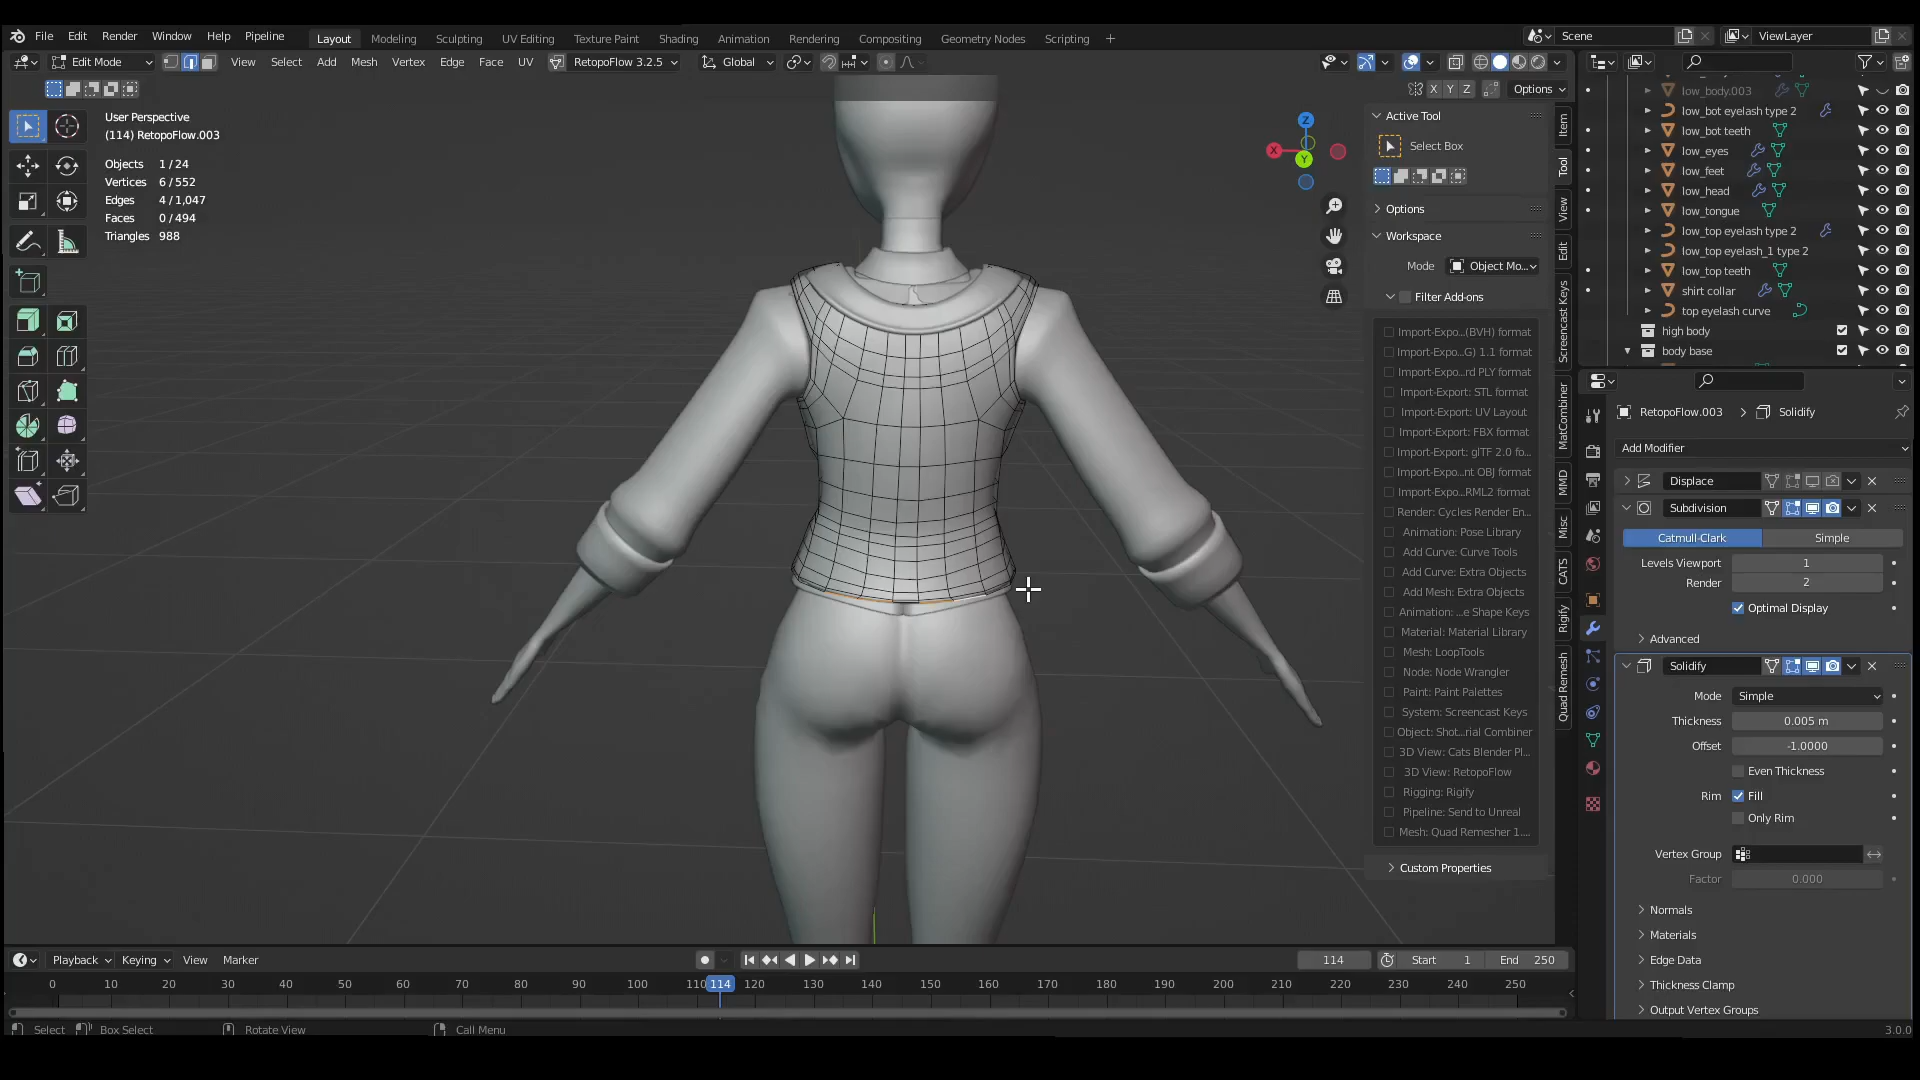 File Edit Render Window Help Pipeline Layout Modeling Sculpting UV Editing Texture Paint Shading Animation Rendering Compositing Geometry Nodes Scripting + Scene ViewLayer
Edit Mode View Select Add Mesh Vertex Edge Face UV RetopoFlow 3.2.5 Global
X Y Z Options
User Perspective
(114) RetopoFlow.003
Objects 1 / 24
Vertices 6 / 552
Edges 4 / 1,047
Faces 0 / 494
Triangles 988
Z
X
Y
Active Tool
Select Box
Options
Workspace
Mode Object Mo...
Filter Add-ons
Import-Expo...(BVH) format
Import-Expo...G) 1.1 format
Import-Expo...rd PLY format
Import-Export: STL format
Import-Export: UV Layout
Import-Export: FBX format
Import-Export: glTF 2.0 fo...
Import-Expo...nt OBJ format
Import-Expo...RML2 format
Render: Cycles Render En...
Animation: Pose Library
Add Curve: Curve Tools
Add Curve: Extra Objects
Add Mesh: Extra Objects
Animation: ...e Shape Keys
Material: Material Library
Mesh: LoopTools
Node: Node Wrangler
Paint: Paint Palettes
System: Screencast Keys
Object: Shot...rial Combiner
3D View: Cats Blender Pl...
3D View: RetopoFlow
Rigging: Rigify
Pipeline: Send to Unreal
Mesh: Quad Remesher 1....
Custom Properties
Item
Tool
View
Edit
Screencast Keys
MatCombiner
MMD
Misc
CATS
Rigify
Quad Remesh
low_body.003
low_bot eyelash type 2
low_bot teeth
low_eyes
low_feet
low_head
low_tongue
low_top eyelash type 2
low_top eyelash_1 type 2
low_top teeth
shirt collar
top eyelash curve
high body
body base
RetopoFlow.003 > Solidify
Add Modifier
Displace
Subdivision
Catmull-Clark Simple
Levels Viewport 1
Render 2
Optimal Display
Advanced
Solidify
Mode Simple
Thickness 0.005 m
Offset -1.0000
Even Thickness
Rim Fill
Only Rim
Vertex Group
Factor 0.000
Normals
Materials
Edge Data
Thickness Clamp
Output Vertex Groups
Playback Keying View Marker 114 Start 1 End 250
0 10 20 30 40 50 60 70 80 90 100 110 114 120 130 140 150 160 170 180 190 200 210 220 230 240 250
Select Box Select Rotate View Call Menu 3.0.0